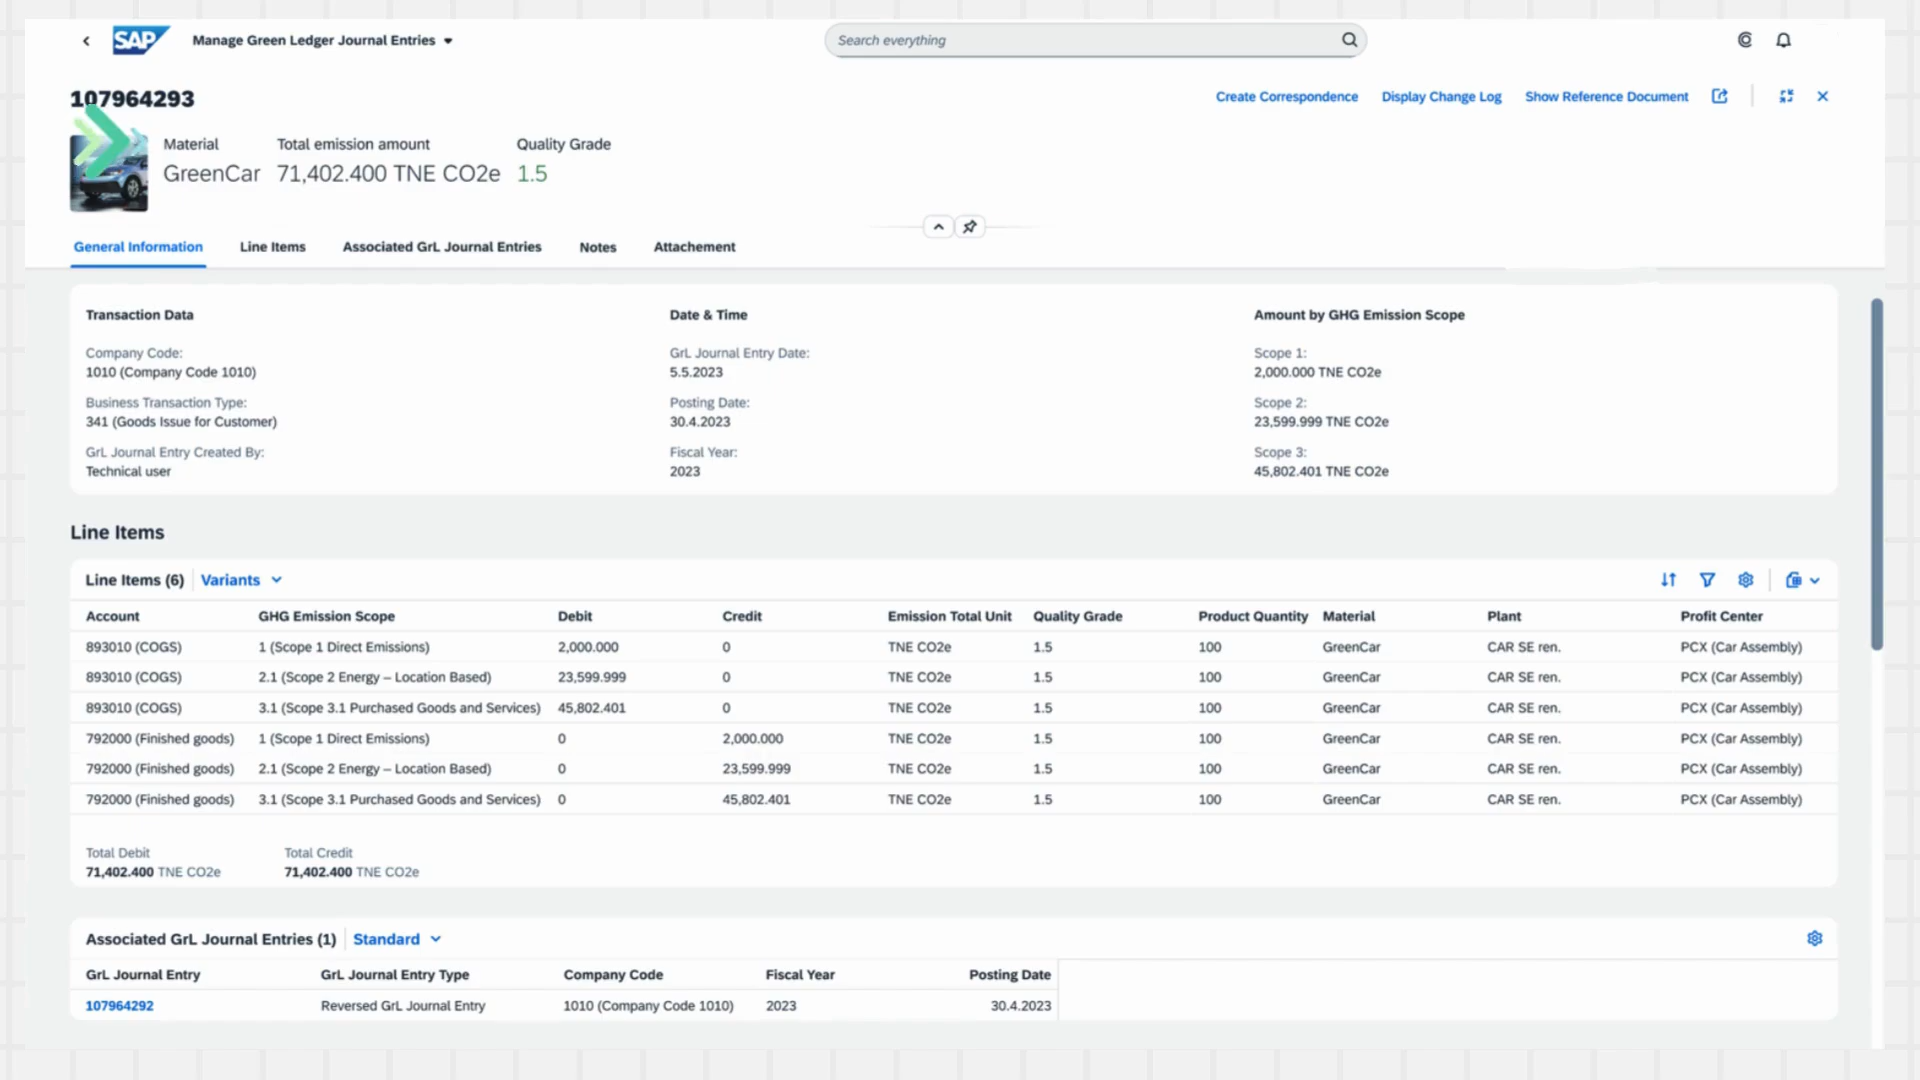 SAP Manage Green Ledger Journal Entries Search everything
107964293 Create Correspondence Display Change Log Show Reference Document
Material Total emission amount Quality Grade
GreenCar 71,402.400 TNE CO2e 1.5
General Information Line Items Associated GrL Journal Entries Notes Attachement
Transaction Data Date & Time Amount by GHG Emission Scope
Company Code: GrL Journal Entry Date: Scope 1:
1010 (Company Code 1010) 5.5.2023 2,000.000 TNE CO2e
Business Transaction Type: Posting Date: Scope 2:
341 (Goods Issue for Customer) 30.4.2023 23,599.999 TNE CO2e
GrL Journal Entry Created By: Fiscal Year: Scope 3:
Technical user 2023 45,802.401 TNE CO2e
Line Items
Line Items (6) Variants
Account GHG Emission Scope Debit Credit Emission Total Unit Quality Grade Product Quantity Material Plant Profit Center
893010 (COGS) 1 (Scope 1 Direct Emissions) 2,000.000 0 TNE CO2e 1.5 100 GreenCar CAR SE ren. PCX (Car Assembly)
893010 (COGS) 2.1 (Scope 2 Energy – Location Based) 23,599.999 0 TNE CO2e 1.5 100 GreenCar CAR SE ren. PCX (Car Assembly)
893010 (COGS) 3.1 (Scope 3.1 Purchased Goods and Services) 45,802.401 0 TNE CO2e 1.5 100 GreenCar CAR SE ren. PCX (Car Assembly)
792000 (Finished goods) 1 (Scope 1 Direct Emissions) 0 2,000.000 TNE CO2e 1.5 100 GreenCar CAR SE ren. PCX (Car Assembly)
792000 (Finished goods) 2.1 (Scope 2 Energy – Location Based) 0 23,599.999 TNE CO2e 1.5 100 GreenCar CAR SE ren. PCX (Car Assembly)
792000 (Finished goods) 3.1 (Scope 3.1 Purchased Goods and Services) 0 45,802.401 TNE CO2e 1.5 100 GreenCar CAR SE ren. PCX (Car Assembly)
Total Debit Total Credit
71,402.400 TNE CO2e 71,402.400 TNE CO2e
Associated GrL Journal Entries (1) Standard
GrL Journal Entry GrL Journal Entry Type Company Code Fiscal Year Posting Date
107964292 Reversed GrL Journal Entry 1010 (Company Code 1010) 2023 30.4.2023